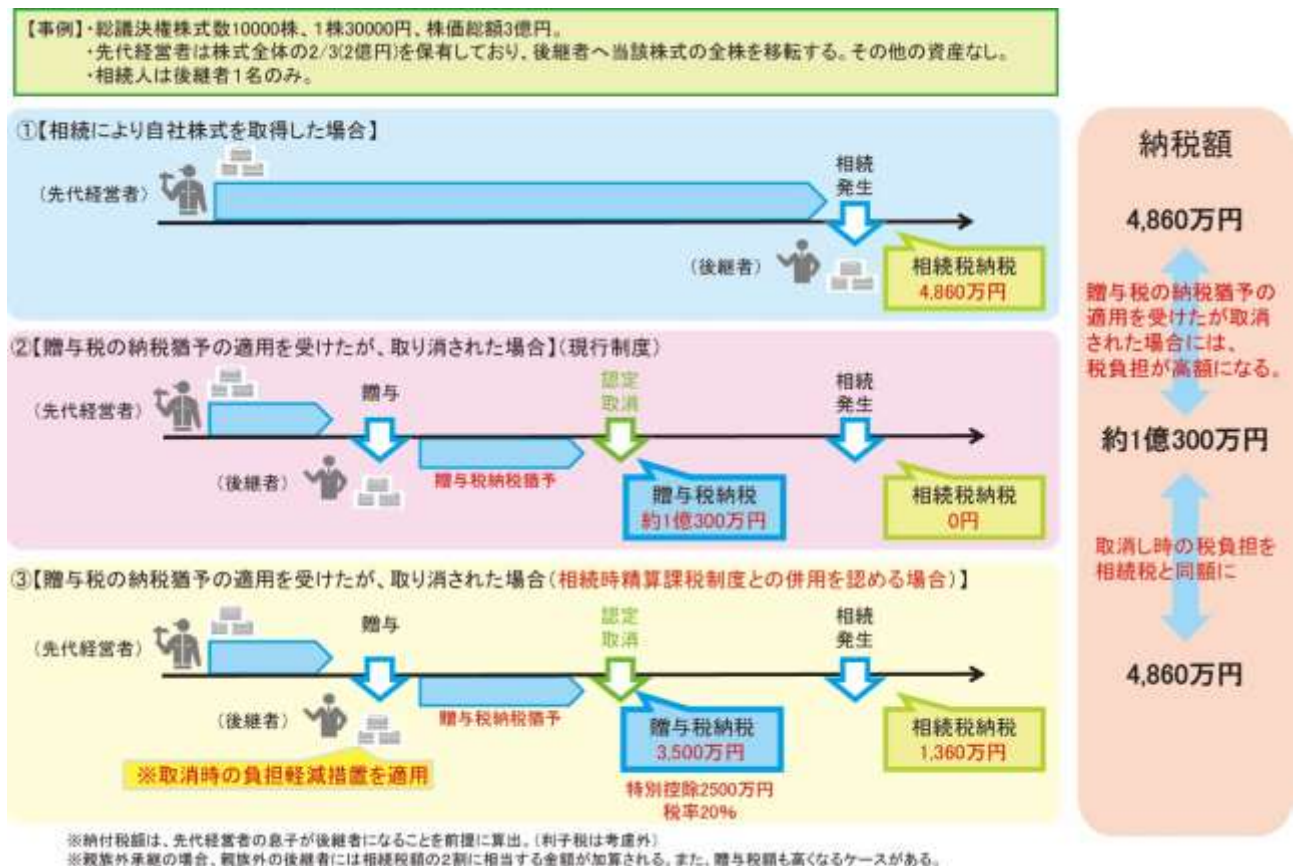 【事例】・総議決権株式数10000株、1株30000円、株価総額3億円。
・先代経営者は株式全体の2/3(2億円)を保有しており、後継者へ当該株式の全株を移転する。その他の資産なし。
・相続人は後継者1名のみ。
①【相続により自社株式を取得した場合】
(先代経営者)
相続
発生
(後継者)
相続税納税
4,860万円
②【贈与税の納税猶予の適用を受けたが、取り消された場合】(現行制度)
(先代経営者)
贈与
認定
取消
相続
発生
(後継者)
贈与税納税猶予
贈与税納税
約1億300万円
相続税納税
0円
③【贈与税の納税猶予の適用を受けたが、取り消された場合(相続時精算課税制度との併用を認める場合)】
(先代経営者)
贈与
認定
取消
相続
発生
(後継者)
贈与税納税猶予
贈与税納税
3,500万円
相続税納税
1,360万円
※取消時の負担軽減措置を適用
特別控除2500万円
税率20%
納税額
4,860万円
贈与税の納税猶予の
適用を受けたが取消
された場合には、
税負担が高額になる。
約1億300万円
取消し時の税負担を
相続税と同額に
4,860万円
※納付税額は、先代経営者の息子が後継者になることを前提に算出。(利子税は考慮外)
※親族外承継の場合、親族外の後継者には相続税額の2割に相当する金額が加算される。また、贈与税額も高くなるケースがある。